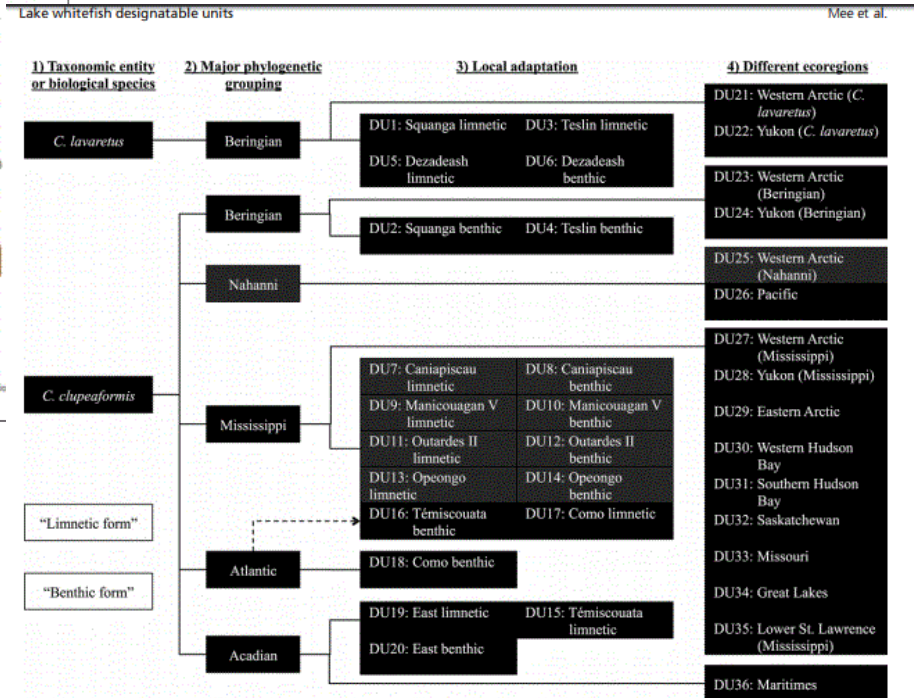 Lake whitefish designatable units
Mee et al.
1) Taxonomic entity
or biological species
2) Major phylogenetic
grouping
3) Local adaptation
4) Different ecoregions
C. lavaretus
Beringian
DU1: Squanga limnetic
DU3: Teslin limnetic
DU5: Dezadeash
limnetic
DU6: Dezadeash
benthic
DU21: Western Arctic (C.
lavaretus)
DU22: Yukon (C. lavaretus)
Beringian
DU2: Squanga benthic
DU4: Teslin benthic
DU23: Western Arctic
(Beringian)
DU24: Yukon (Beringian)
Nahanni
DU25: Western Arctic
(Nahanni)
DU26: Pacific
C. clupeaformis
Mississippi
DU7: Caniapiscau
limnetic
DU8: Caniapiscau
benthic
DU9: Manicouagan V
limnetic
DU10: Manicouagan V
benthic
DU11: Outardes II
limnetic
DU12: Outardes II
benthic
DU13: Opeongo
limnetic
DU14: Opeongo
benthic
DU16: Témiscouata
benthic
DU17: Como limnetic
DU27: Western Arctic
(Mississippi)
DU28: Yukon (Mississippi)
DU29: Eastern Arctic
DU30: Western Hudson
Bay
DU31: Southern Hudson
Bay
DU32: Saskatchewan
DU33: Missouri
DU34: Great Lakes
DU35: Lower St. Lawrence
(Mississippi)
"Limnetic form"
"Benthic form"
Atlantic
DU18: Como benthic
Acadian
DU19: East limnetic
DU15: Témiscouata
limnetic
DU20: East benthic
DU36: Maritimes